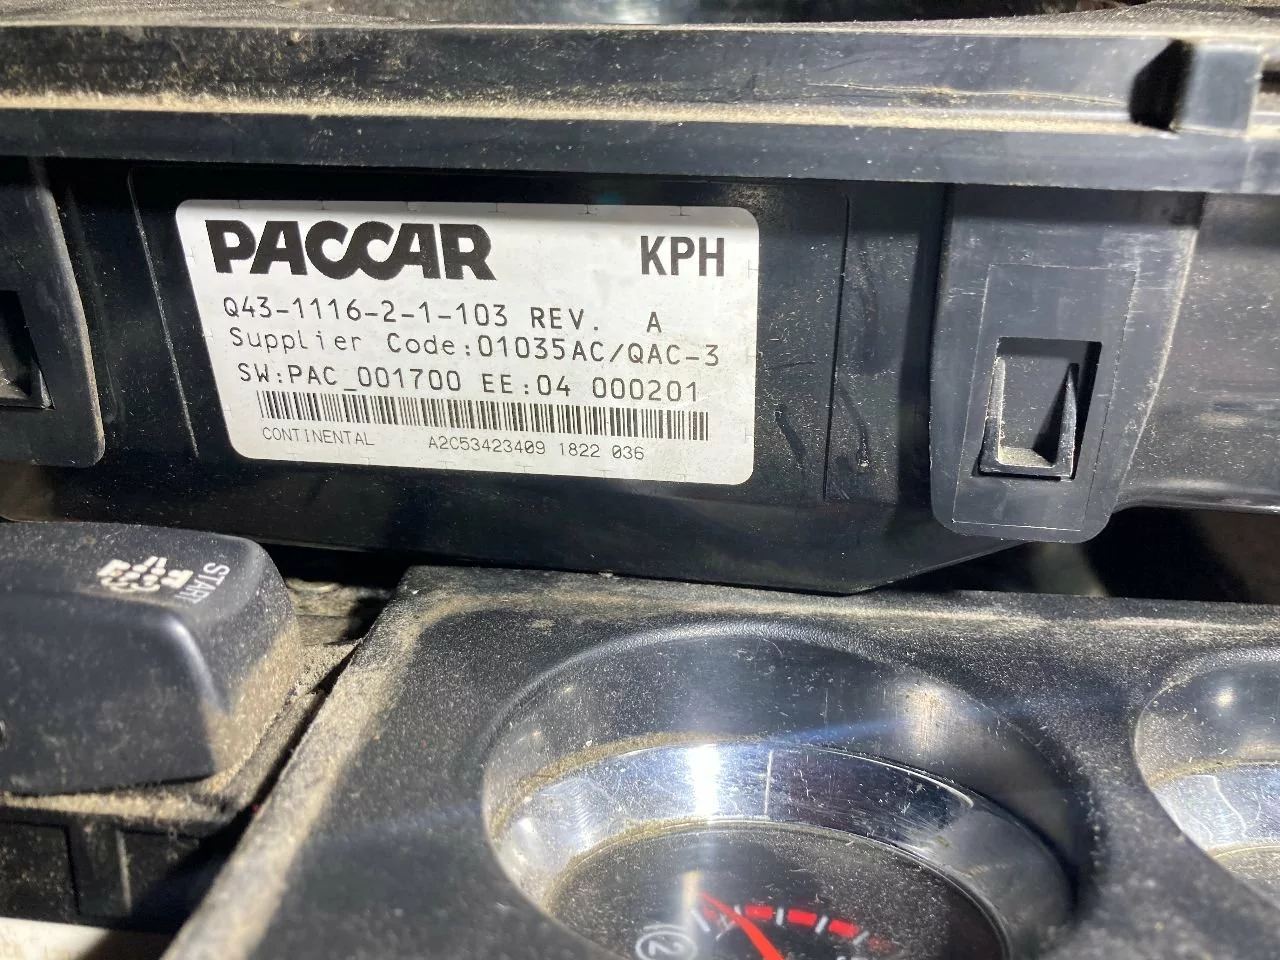 PACCAR KPH
Q43-1116-2-1-103 REV. A
Supplier Code:01035AC/QAC-3
SW:PAC_001700 EE:04 000201
CONTINENTAL A2C53423409 1822 036
START
2